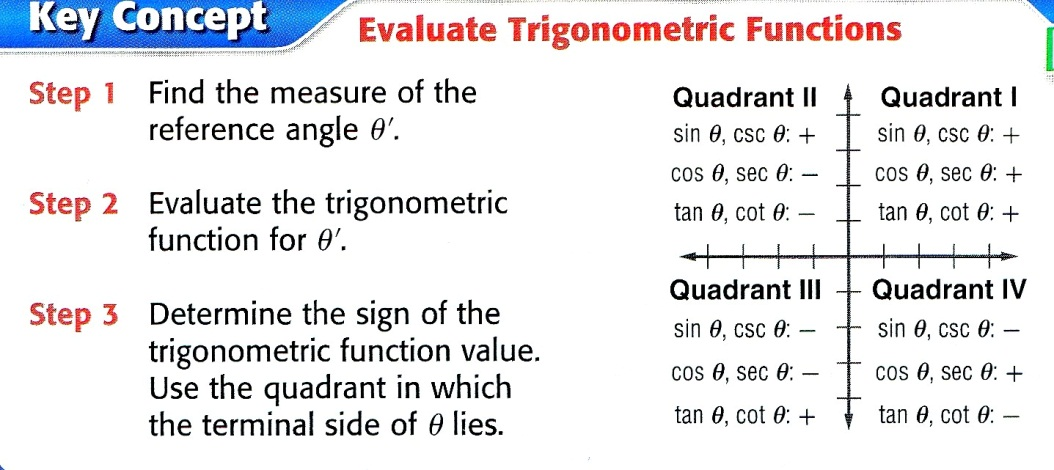 Key Concept
Evaluate Trigonometric Functions
Step 1 Find the measure of the
reference angle θ′.
Step 2 Evaluate the trigonometric
function for θ′.
Step 3 Determine the sign of the
trigonometric function value.
Use the quadrant in which
the terminal side of θ lies.
Quadrant II
sin θ, csc θ: +
cos θ, sec θ: −
tan θ, cot θ: −
Quadrant I
sin θ, csc θ: +
cos θ, sec θ: +
tan θ, cot θ: +
Quadrant III
sin θ, csc θ: −
cos θ, sec θ: −
tan θ, cot θ: +
Quadrant IV
sin θ, csc θ: −
cos θ, sec θ: +
tan θ, cot θ: −